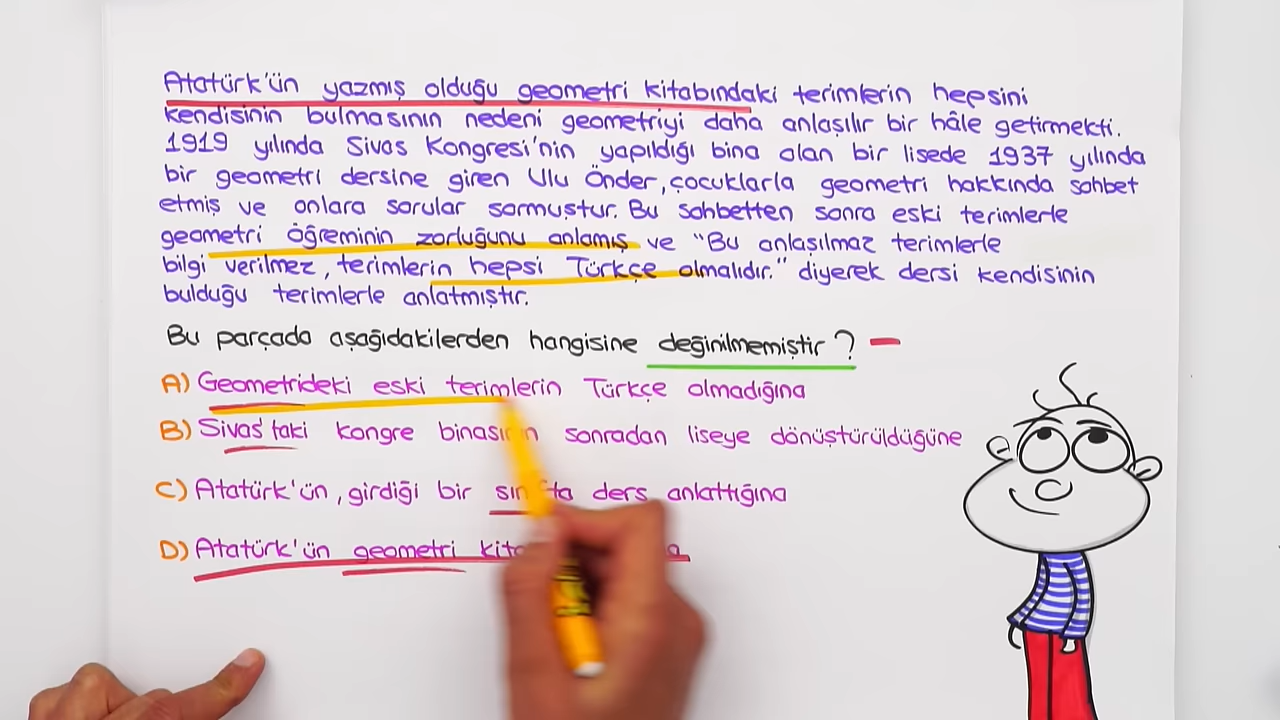 Atatürk'ün yazmış olduğu geometri kitabındaki terimlerin hepsini
kendisinin bulmasının nedeni geometriyi daha anlaşılır bir hâle getirmekti.
1919 yılında Sivas Kongresi'nin yapıldığı bina olan bir lisede 1937 yılında
bir geometri dersine giren Ulu Önder, çocuklarla geometri hakkında sohbet
etmiş ve onlara sorular sormuştur. Bu sohbetten sonra eski terimlerle
geometri öğreminin zorluğunu anlamış ve "Bu anlaşılmaz terimlerle
bilgi verilmez, terimlerin hepsi Türkçe olmalıdır." diyerek dersi kendisinin
bulduğu terimlerle anlatmıştır.
Bu parçada aşağıdakilerden hangisine değinilmemiştir?
A) Geometrideki eski terimlerin Türkçe olmadığına
B) Sivas'taki kongre binasının sonradan liseye dönüştürüldüğüne
C) Atatürk'ün, girdiği bir sınıfta ders anlattığına
D) Atatürk'ün geometri